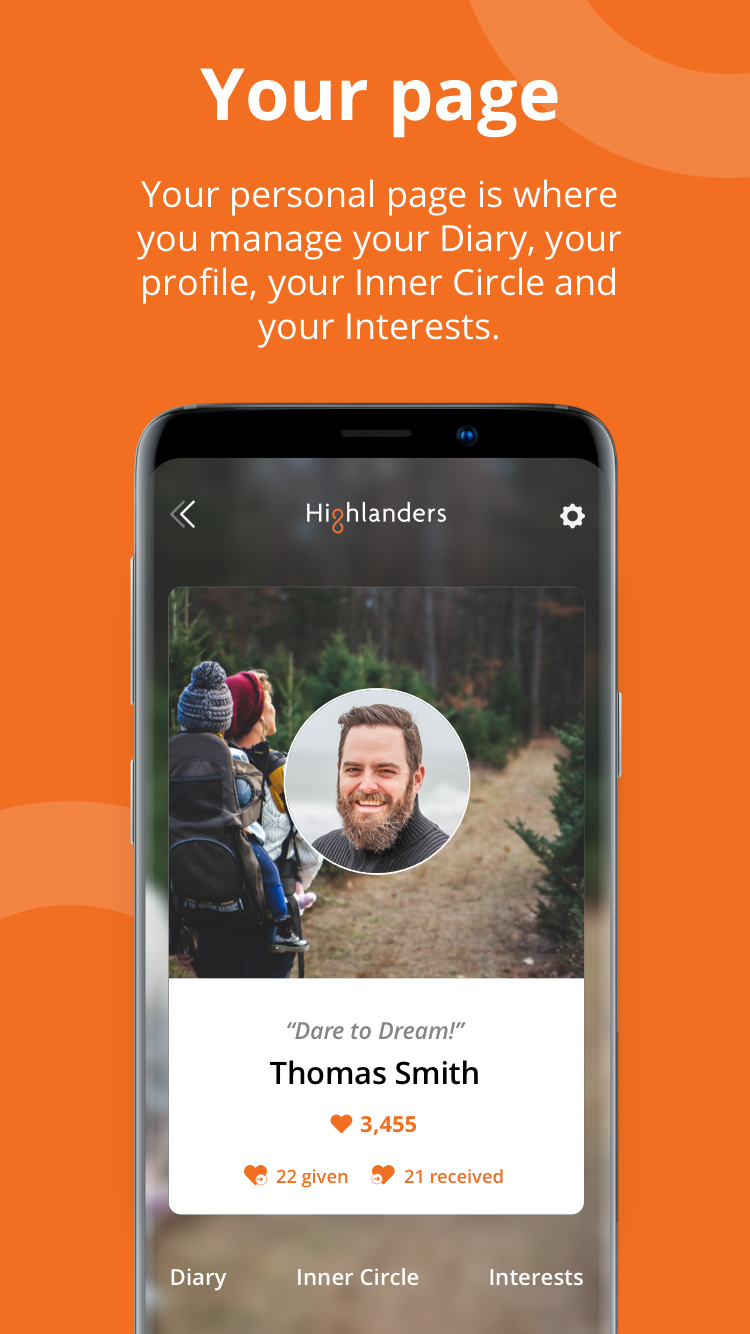 Your page
Your personal page is where
you manage your Diary, your
profile, your Inner Circle and
your Interests.
Highlanders
“Dare to Dream!”
Thomas Smith
3,455
22 given 21 received
Diary Inner Circle Interests